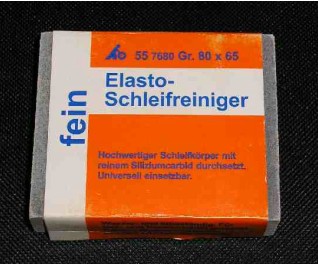 55 7680 Gr. 80 x 65
Elasto-
Schleifreiniger
fein
Hochwertiger Schleifkörper mit
reinem Siliziumcarbid durchsetzt.
Universell einsetzbar.